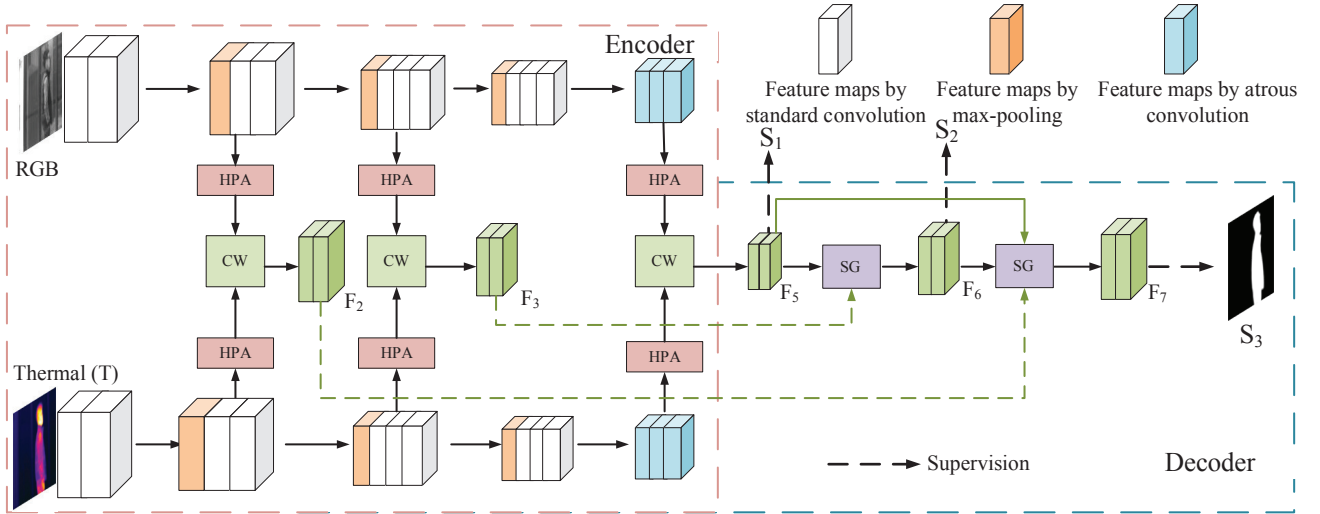 Encoder
Feature maps by
standard convolution
Feature maps by
max-pooling
Feature maps by atrous
convolution
RGB
S1
S2
HPA
HPA
HPA
CW
F2
CW
F3
CW
F5
SG
F6
SG
F7
S3
HPA
HPA
HPA
Thermal (T)
Supervision
Decoder